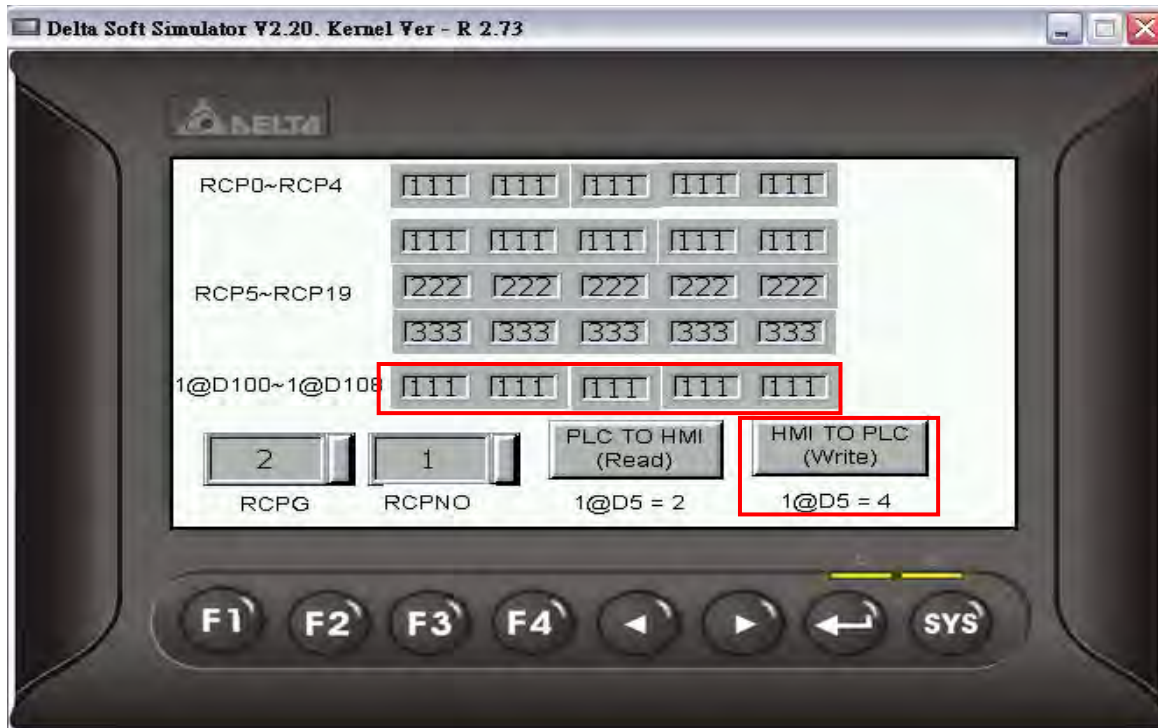 Delta Soft Simulator V2.20. Kernel Ver - R 2.73
DELTA
RCP0~RCP4 111 111 111 111 111
111 111 111 111 111
RCP5~RCP19 222 222 222 222 222
333 333 333 333 333
1@D100~1@D108 111 111 111 111 111
2 1 PLC TO HMI (Read) HMI TO PLC (Write)
RCPG RCPNO 1@D5 = 2 1@D5 = 4
F1 F2 F3 F4 SYS